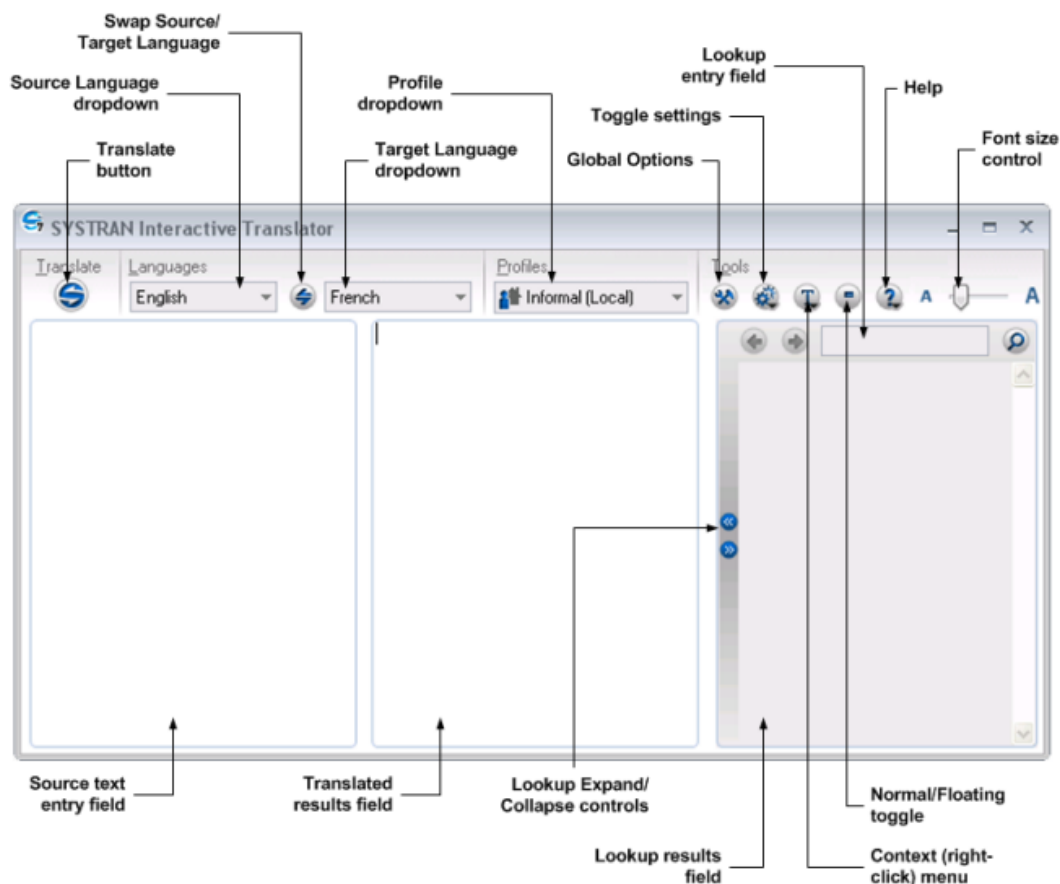 Swap Source/
Target Language
Lookup
entry field
Source Language
dropdown
Profile
dropdown
Help
Toggle settings
Translate
button
Target Language
dropdown
Global Options
Font size
control
SYSTRAN Interactive Translator
Translate
Languages
Profiles
Tools
English
French
Informal (Local)
T
?
A
A
Source text
entry field
Translated
results field
Lookup Expand/
Collapse controls
Normal/Floating
toggle
Lookup results
field
Context (right-
click) menu